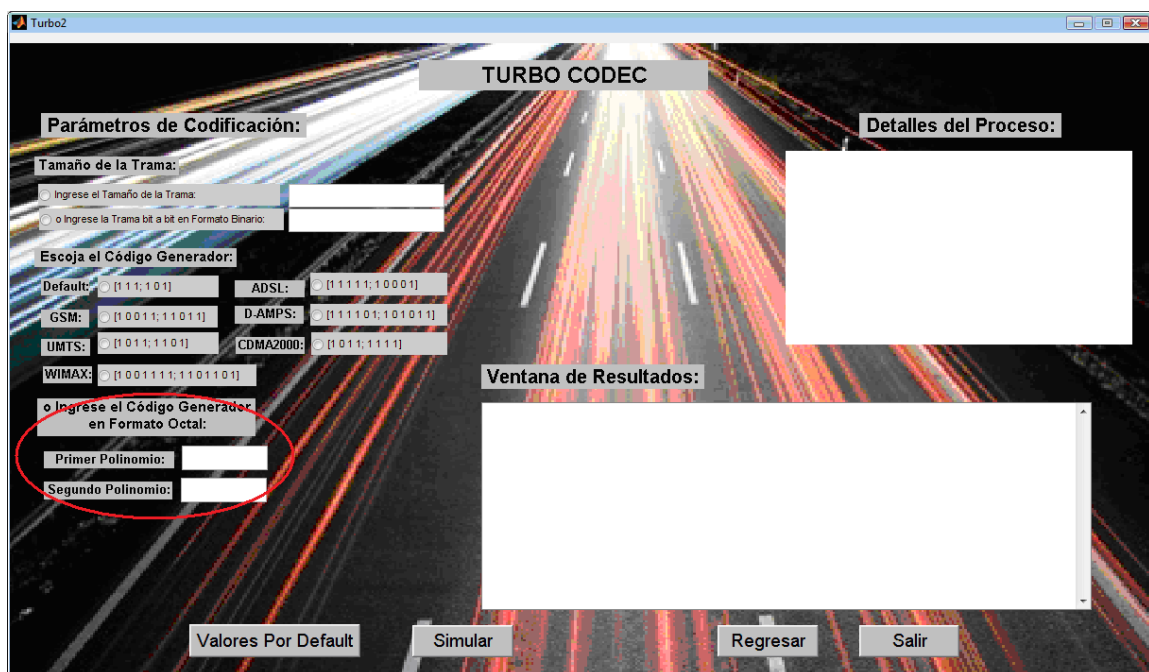 Turbo2
TURBO CODEC
Parámetros de Codificación:
Tamaño de la Trama:
Ingrese el Tamaño de la Trama:
o Ingrese la Trama bit a bit en Formato Binario:
Escoja el Código Generador:
Default: [1 1 1; 1 0 1]
ADSL: [1 1 1 1 1; 1 0 0 0 1]
GSM: [1 0 0 1 1; 1 1 0 1 1]
D-AMPS: [1 1 1 1 0 1; 1 0 1 0 1 1]
UMTS: [1 0 1 1; 1 1 0 1]
CDMA2000: [1 0 1 1; 1 1 1 1]
WIMAX: [1 0 0 1 1 1 1; 1 1 0 1 1 0 1]
o Ingrese el Código Generador
en Formato Octal:
Primer Polinomio:
Segundo Polinomio:
Detalles del Proceso:
Ventana de Resultados:
Valores Por Default
Simular
Regresar
Salir